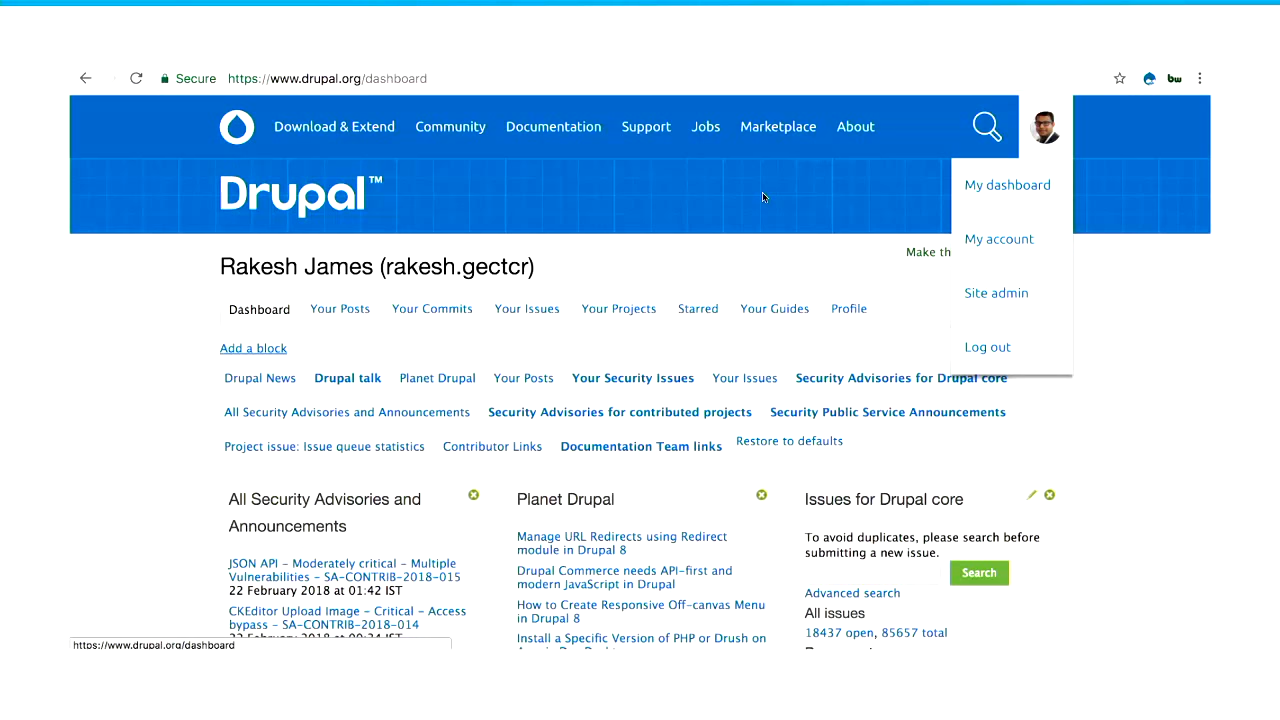 Secure https://www.drupal.org/dashboard
bw
Download & Extend Community Documentation Support Jobs Marketplace About
Drupal™
My dashboard
My account
Site admin
Log out
Make th
Rakesh James (rakesh.gectcr)
Dashboard Your Posts Your Commits Your Issues Your Projects Starred Your Guides Profile
Add a block
Drupal News Drupal talk Planet Drupal Your Posts Your Security Issues Your Issues Security Advisories for Drupal core
All Security Advisories and Announcements Security Advisories for contributed projects Security Public Service Announcements
Project issue: Issue queue statistics Contributor Links Documentation Team links Restore to defaults
All Security Advisories and
Announcements
JSON API - Moderately critical - Multiple
Vulnerabilities - SA-CONTRIB-2018-015
22 February 2018 at 01:42 IST
CKEditor Upload Image - Critical - Access
bypass - SA-CONTRIB-2018-014
Planet Drupal
Manage URL Redirects using Redirect
module in Drupal 8
Drupal Commerce needs API-first and
modern JavaScript in Drupal
How to Create Responsive Off-canvas Menu
in Drupal 8
Install a Specific Version of PHP or Drush on
Issues for Drupal core
To avoid duplicates, please search before
submitting a new issue.
Search
Advanced search
All issues
18437 open, 85657 total
https://www.drupal.org/dashboard